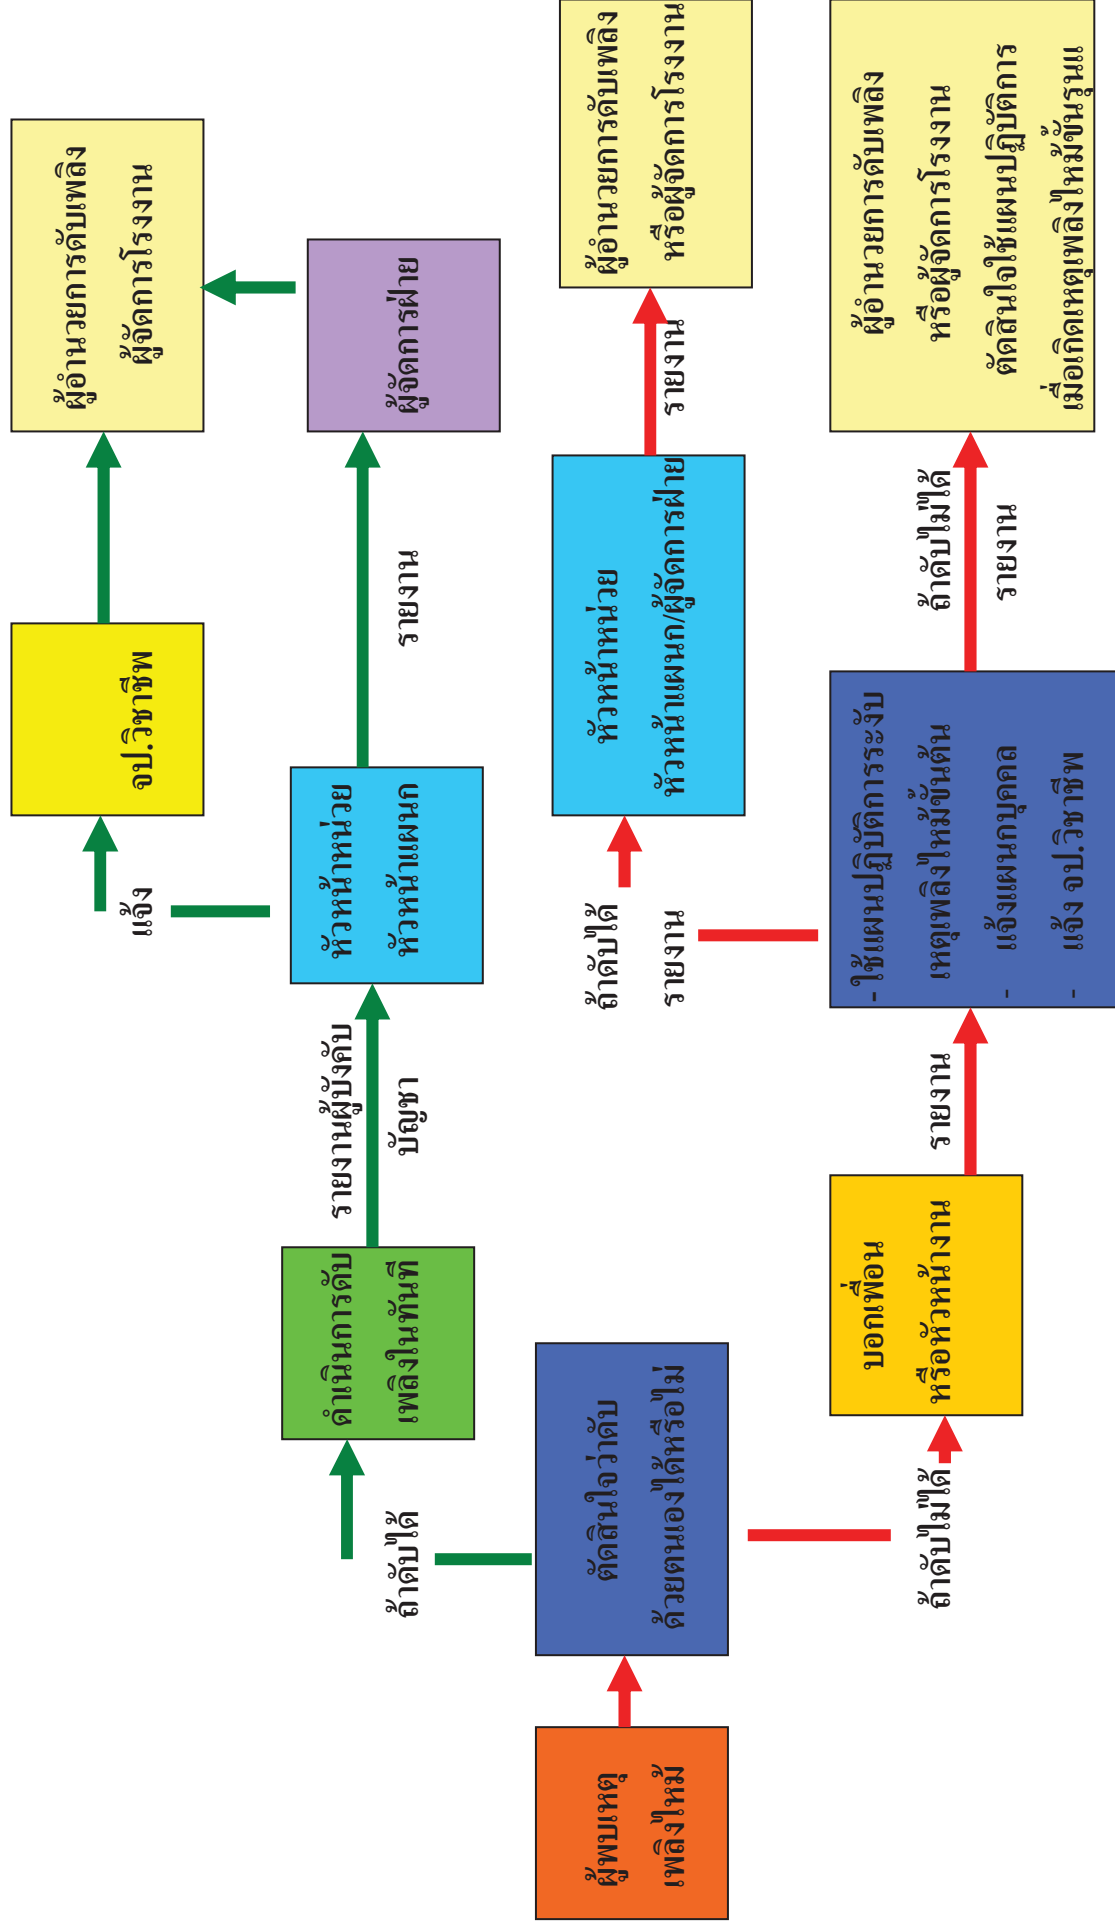 ผู้พบเหตุ
เพลิงไหม้
ตัดสินใจว่าดับ
ด้วยตนเองได้หรือไม่
ถ้าดับได้
ดำเนินการดับ
เพลิงในทันที
รายงานผู้บังคับ
บัญชา
หัวหน้าหน่วย
หัวหน้าแผนก
แจ้ง
จป.วิชาชีพ
ผู้อำนวยการดับเพลิง
ผู้จัดการโรงงาน
รายงาน
ผู้จัดการฝ่าย
ถ้าดับไม่ได้
บอกเพื่อน
หรือหัวหน้างาน
รายงาน
- ใช้แผนปฏิบัติการระงับ
เหตุเพลิงไหม้ขั้นต้น
- แจ้งแผนกบุคคล
- แจ้ง จป.วิชาชีพ
ถ้าดับได้
รายงาน
หัวหน้าหน่วย
หัวหน้าแผนก/ผู้จัดการฝ่าย
รายงาน
ผู้อำนวยการดับเพลิง
หรือผู้จัดการโรงงาน
ถ้าดับไม่ได้
รายงาน
ผู้อำนวยการดับเพลิง
หรือผู้จัดการโรงงาน
ตัดสินใจใช้แผนปฏิบัติการ
เมื่อเกิดเหตุเพลิงไหม้ขั้นรุนแ